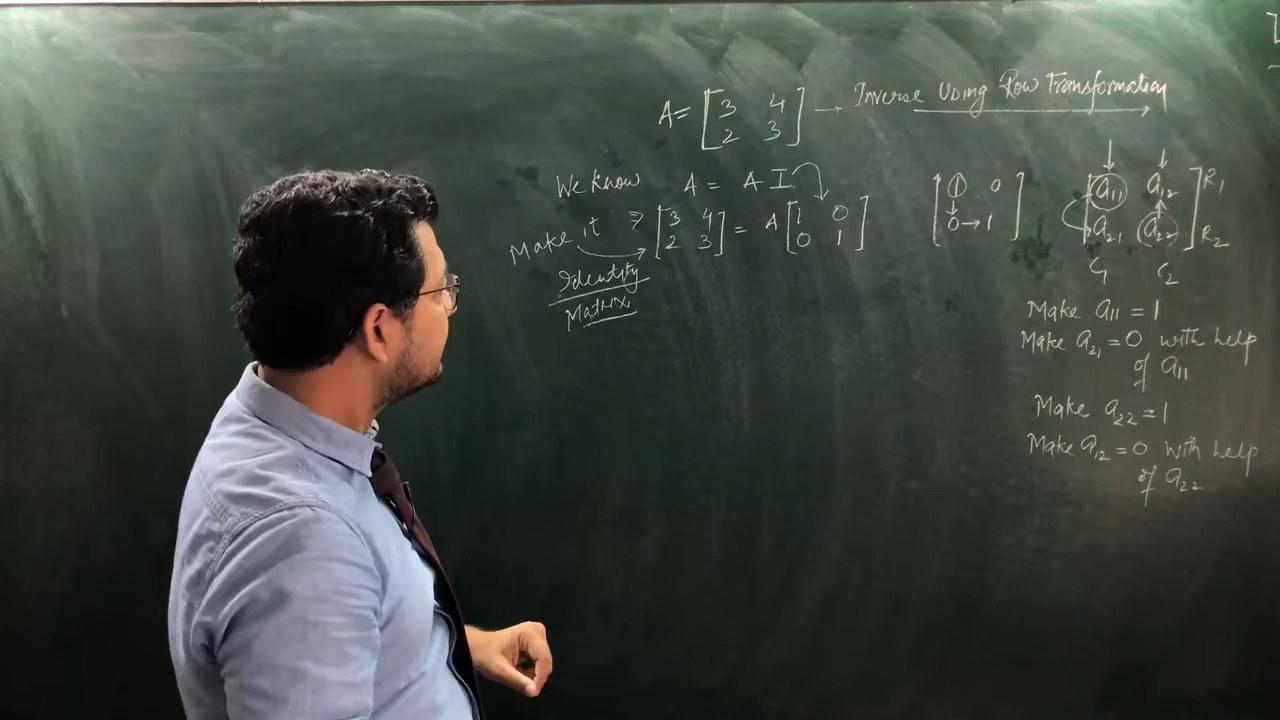 A = [3 4 → Inverse Using Row Transformation
2 3]
We know A = A I
Make it ⇒ [3 4 = A [1 0
2 3] 0 1]
Identity
Matrix
[1 0
0 → 1]
[a11 a12 R1
a21 a22] R2
C1 C2
Make a11 = 1
Make a21 = 0 with help
of a11
Make a22 = 1
Make a12 = 0 with help
of a22